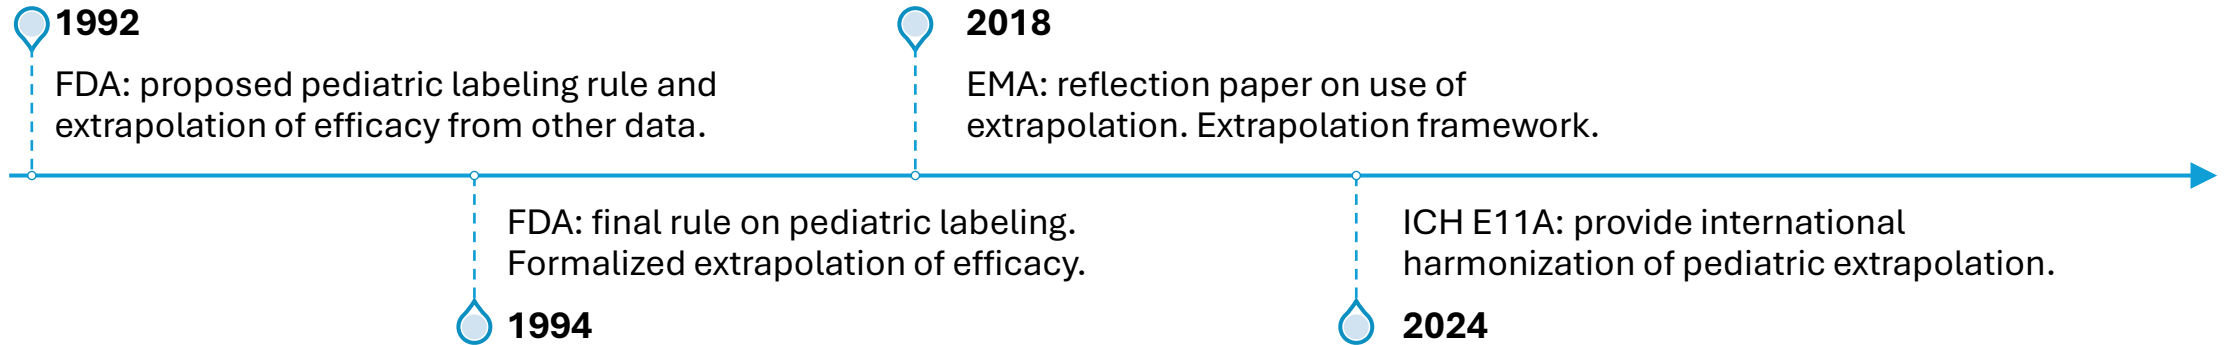 1992
FDA: proposed pediatric labeling rule and
extrapolation of efficacy from other data.
FDA: final rule on pediatric labeling.
Formalized extrapolation of efficacy.
1994
2018
EMA: reflection paper on use of
extrapolation. Extrapolation framework.
ICH E11A: provide international
harmonization of pediatric extrapolation.
2024